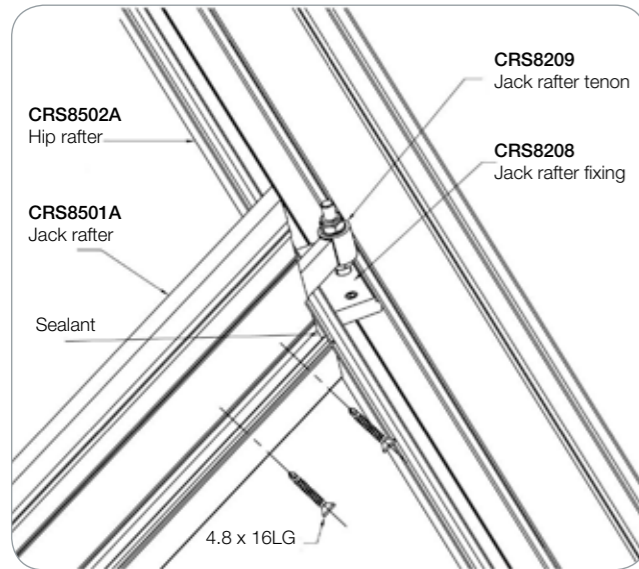 CRS8209
Jack rafter tenon
CRS8502A
Hip rafter
CRS8208
Jack rafter fixing
CRS8501A
Jack rafter
Sealant
4.8 x 16LG